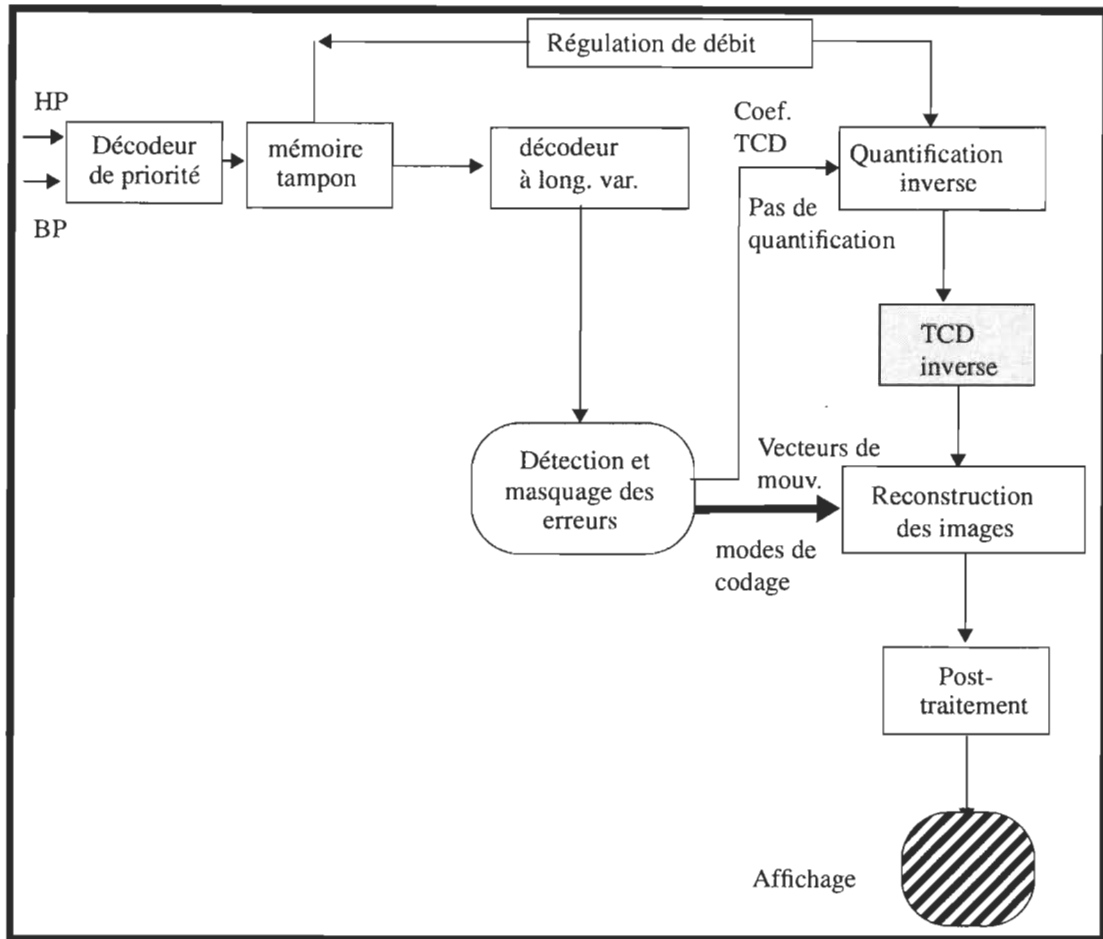 Régulation de débit
HP
Décodeur
de priorité
BP
mémoire
tampon
décodeur
à long. var.
Coef.
TCD
Pas de
quantification
Quantification
inverse
TCD
inverse
Détection et
masquage des
erreurs
Vecteurs de
mouv.
modes de
codage
Reconstruction
des images
Post-
traitement
Affichage